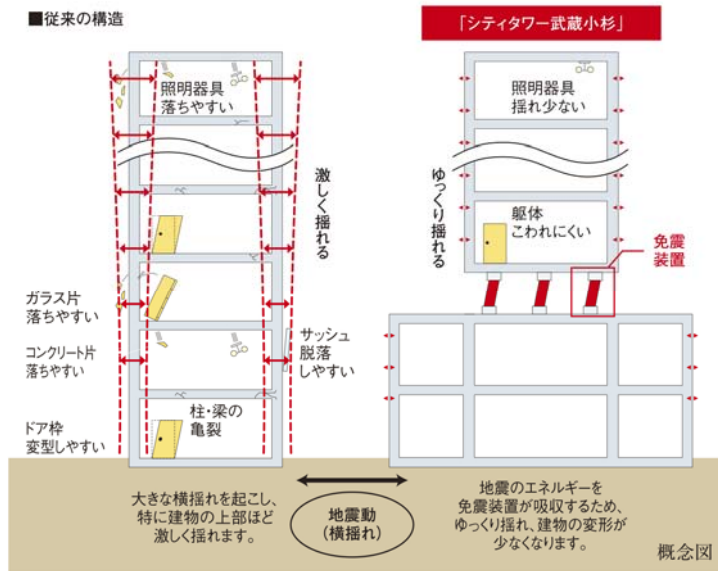 ■従来の構造
「シティタワー武蔵小杉」
照明器具
落ちやすい
激しく揺れる
ガラス片
落ちやすい
コンクリート片
落ちやすい
サッシュ
脱落
しやすい
ドア枠
変型しやすい
柱・梁の
亀裂
照明器具
揺れ少ない
ゆっくり揺れる
躯体
こわれにくい
免震
装置
大きな横揺れを起こし、
特に建物の上部ほど
激しく揺れます。
地震動
(横揺れ)
地震のエネルギーを
免震装置が吸収するため、
ゆっくり揺れ、建物の変形が
少なくなります。
概念図